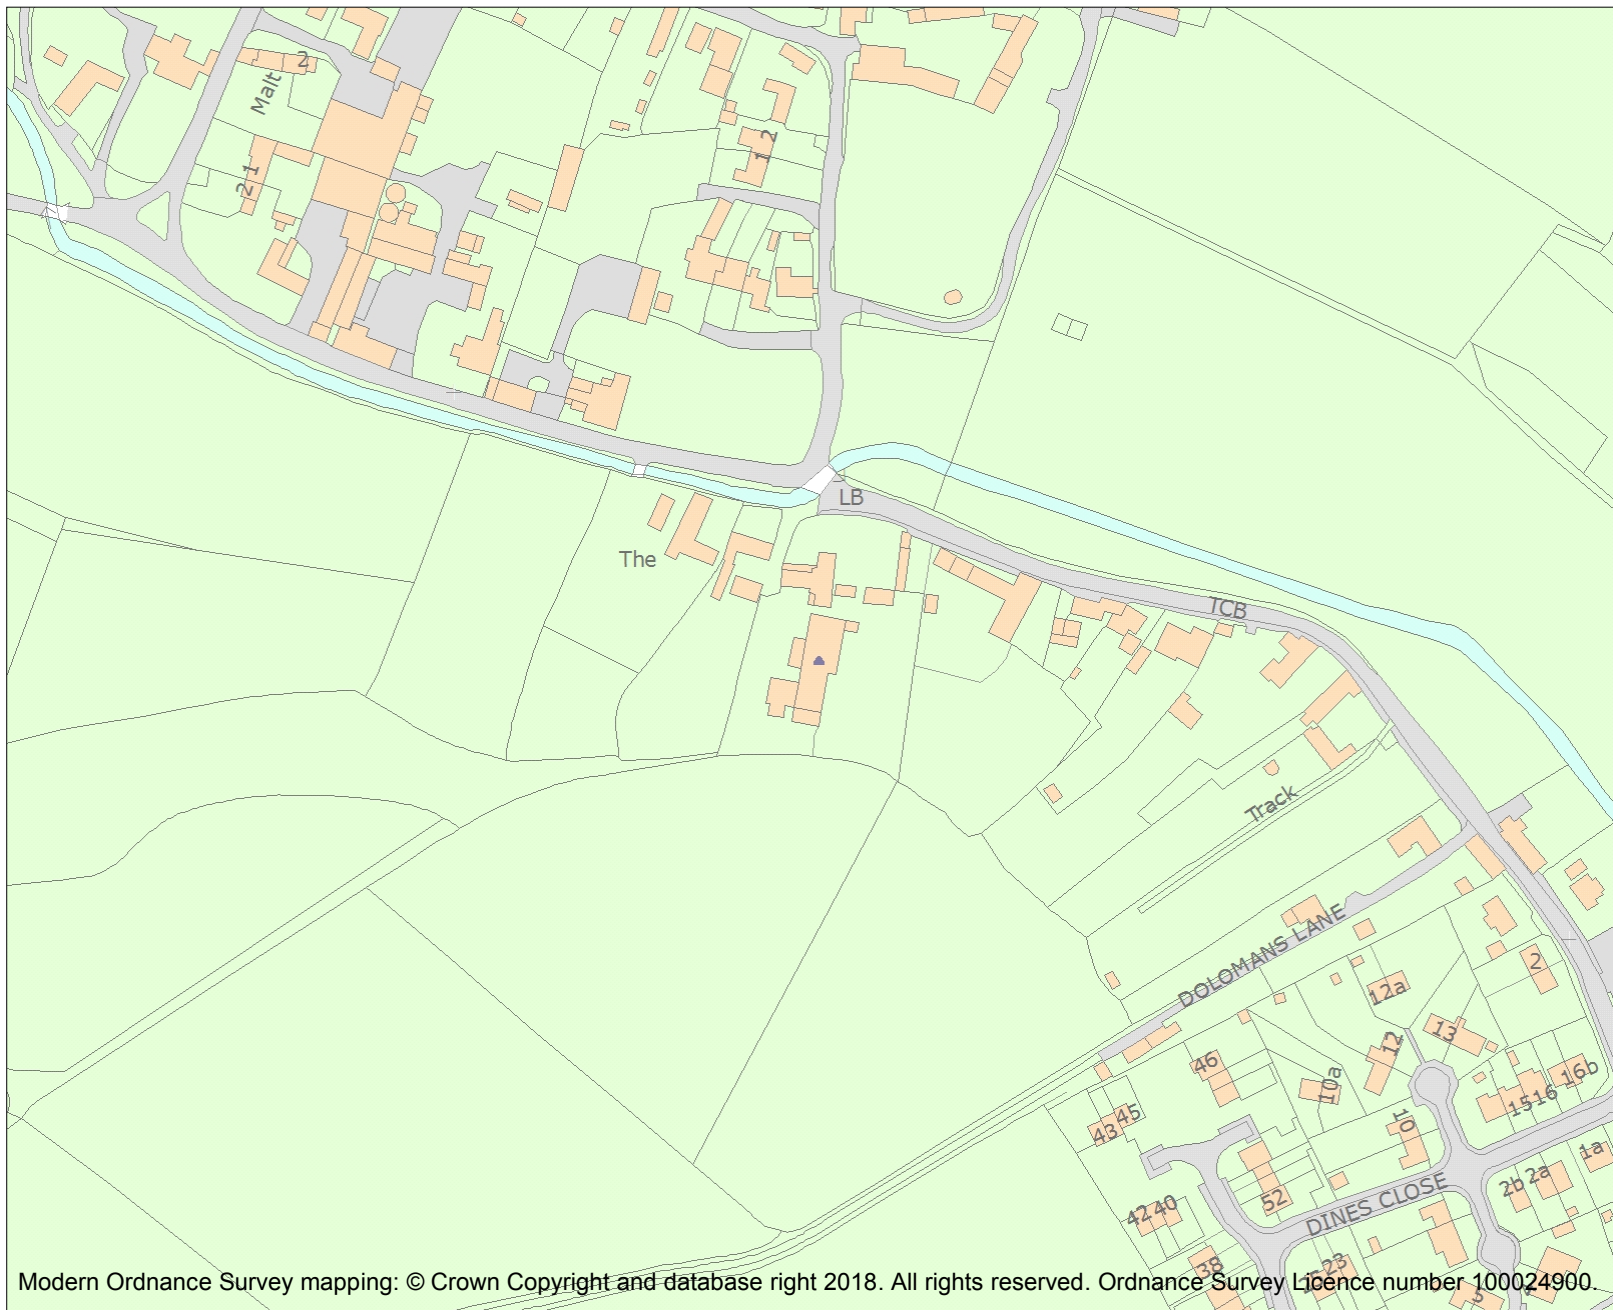 2
Malt
1 2
2 1
LB
The
TCB
Track
DOLOMANS LANE
2
12a
13
12
46
10a
16b
16
15
45
43
10
1a
2a
2b
52
42 40
DINES CLOSE
38
23
5
Modern Ordnance Survey mapping: © Crown Copyright and database right 2018. All rights reserved. Ordnance Survey Licence number 100024900.